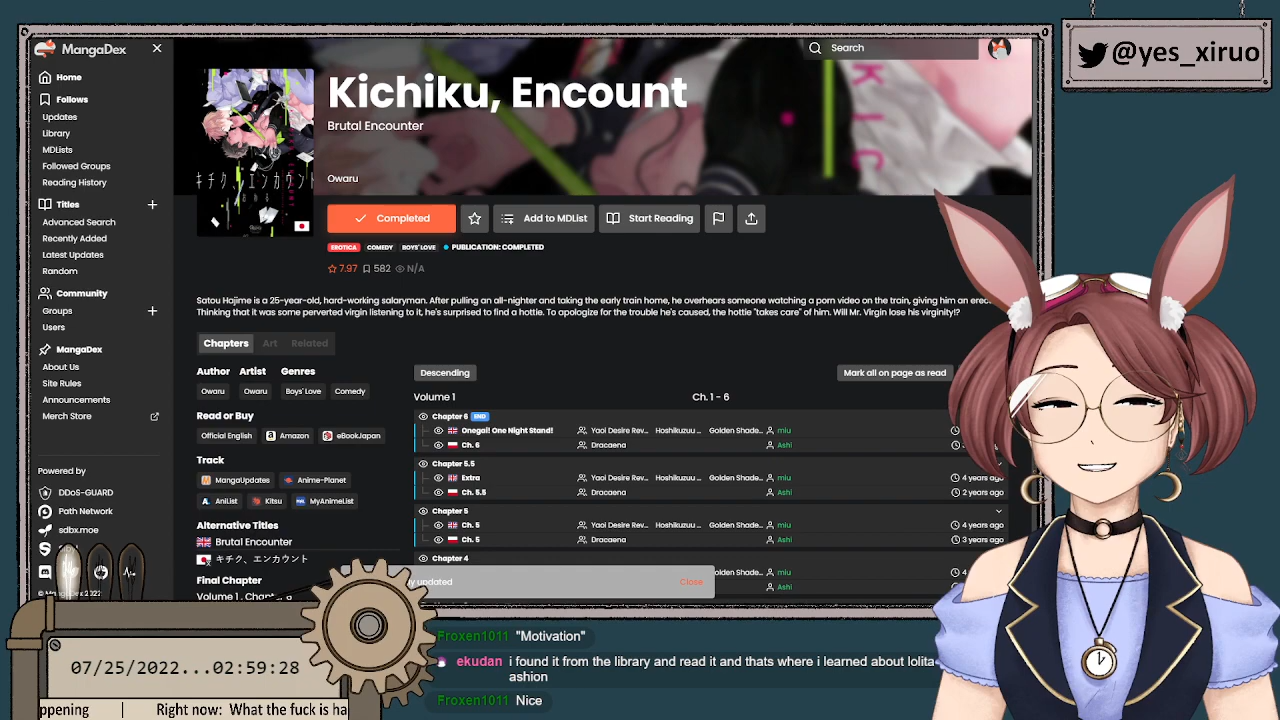 MangaDex
Home
Follows
Updates
Library
MDLists
Followed Groups
Reading History
Titles
Advanced Search
Recently Added
Latest Updates
Random
Community
Groups
Users
MangaDex
About Us
Site Rules
Announcements
Merch Store
Powered by
DDoS-GUARD
Path Network
sdbx.moe
Search
Kichiku, Encount
Brutal Encounter
Owaru
Completed
Add to MDList
Start Reading
EROTICA COMEDY BOYS' LOVE PUBLICATION: COMPLETED
7.97 582 N/A
Satou Hajime is a 25-year-old, hard-working salaryman. After pulling an all-nighter and taking the early train home, he overhears someone watching a porn video on the train, giving him an
Thinking that it was some perverted virgin listening to it, he's surprised to find a hottie. To apologize for the trouble he's caused, the hottie "takes care" of him. Will Mr. Virgin lose his virginity!?
Chapters Art Related
Author Artist Genres
Owaru Owaru Boys' Love Comedy
Read or Buy
Official English Amazon eBookJapan
Track
MangaUpdates Anime-Planet
AniList Kitsu MyAnimeList
Alternative Titles
Brutal Encounter
キチク、エンカウント
Final Chapter
Volume 1,
Descending
Mark all on page as read
Volume 1 Ch. 1 - 6
Chapter 6 END
Onegai! One Night Stand! Yaoi Desire Rev... Hoshikuzuu ... Golden Shade... miu
Ch. 6 Dracaena Ashi
Chapter 5.5
Extra Yaoi Desire Rev... Hoshikuzuu ... Golden Shade... miu 4 years ago
Ch. 5.5 Dracaena Ashi 2 years ago
Chapter 5
Ch. 5 Yaoi Desire Rev... Hoshikuzuu ... Golden Shade... miu 4 years ago
Ch. 5 Dracaena Ashi 3 years ago
Chapter 4
olden Shade... miu
Ashi
y updated Close
@yes_xiruo
07/25/2022...02:59:28
ppening | Right now: What the fuck is ha
Froxen1011 "Motivation"
ekudan i found it from the library and read it and thats where i learned about lolita
ashion
Froxen1011 Nice